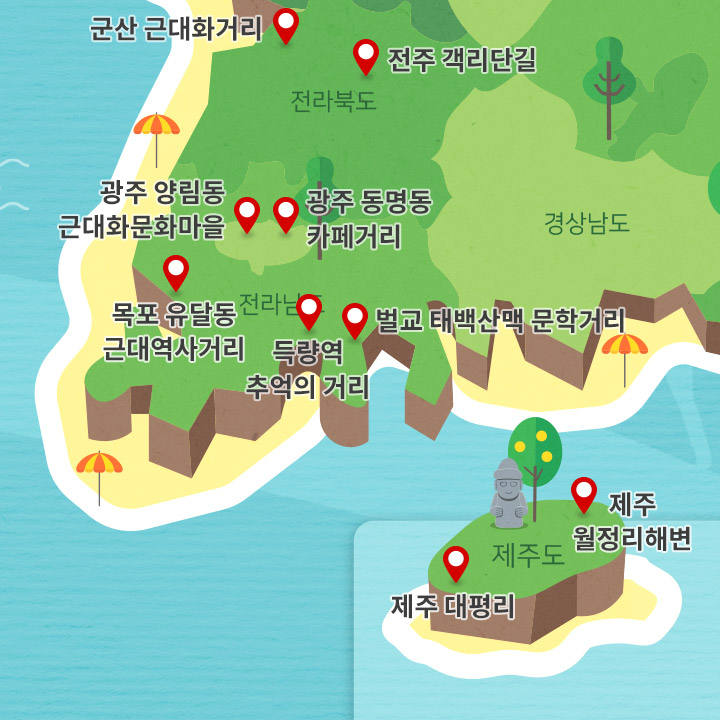 군산 근대화거리
전주 객리단길
전라북도
광주 양림동
근대화문화마을
광주 동명동
카페거리
경상남도
목포 유달동
근대역사거리
전라남도
득량역
추억의 거리
벌교 태백산맥 문학거리
제주
월정리해변
제주도
제주 대평리